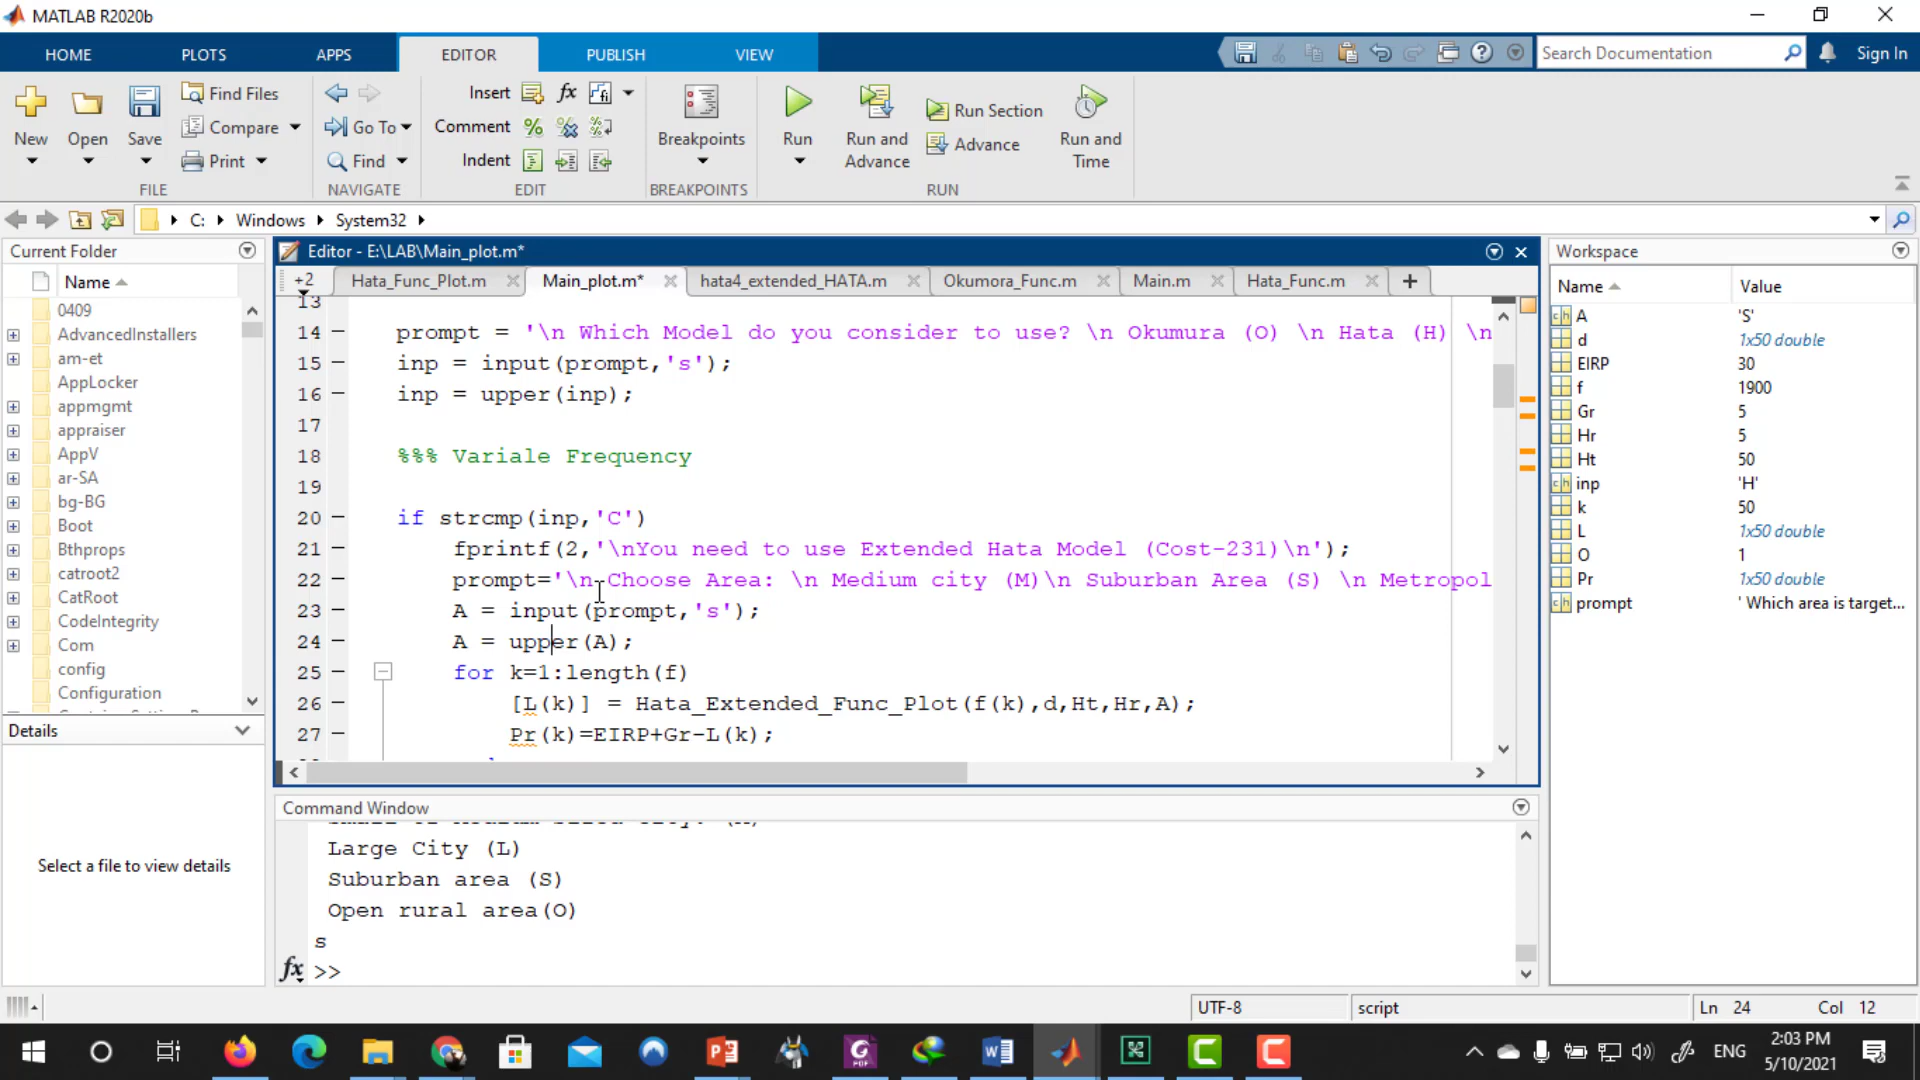 MATLAB R2020b
HOME PLOTS APPS EDITOR PUBLISH VIEW Search Documentation Sign In
Find Files Insert fx
New Open Save Compare Go To Comment Breakpoints Run Run and Advance Run Section Advance Run and Time
Print Find Indent
FILE NAVIGATE EDIT BREAKPOINTS RUN
C: Windows System32
Current Folder
Name
0409
AdvancedInstallers
am-et
AppLocker
appmgmt
appraiser
AppV
ar-SA
bg-BG
Boot
Bthprops
catroot2
CatRoot
CodeIntegrity
Com
config
Configuration
Details
Select a file to view details
Editor - E:\LAB\Main_plot.m*
+2 Hata_Func_Plot.m Main_plot.m* hata4_extended_HATA.m Okumora_Func.m Main.m Hata_Func.m
13
14 prompt = '\n Which Model do you consider to use? \n Okumura (O) \n Hata (H) \n
15 inp = input(prompt,'s');
16 inp = upper(inp);
17
18 %%% Variale Frequency
19
20 if strcmp(inp,'C')
21 fprintf(2,'\nYou need to use Extended Hata Model (Cost-231)\n');
22 prompt='\n Choose Area: \n Medium city (M)\n Suburban Area (S) \n Metropol
23 A = input(prompt,'s');
24 A = upper(A);
25 for k=1:length(f)
26 [L(k)] = Hata_Extended_Func_Plot(f(k),d,Ht,Hr,A);
27 Pr(k)=EIRP+Gr-L(k);
Command Window
Large City (L)
Suburban area (S)
Open rural area(O)
s
fx >>
Workspace
Name Value
A 'S'
d 1x50 double
EIRP 30
f 1900
Gr 5
Hr 5
Ht 50
inp 'H'
k 50
L 1x50 double
O 1
Pr 1x50 double
prompt ' Which area is target...
UTF-8 script Ln 24 Col 12
ENG 2:03 PM
5/10/2021